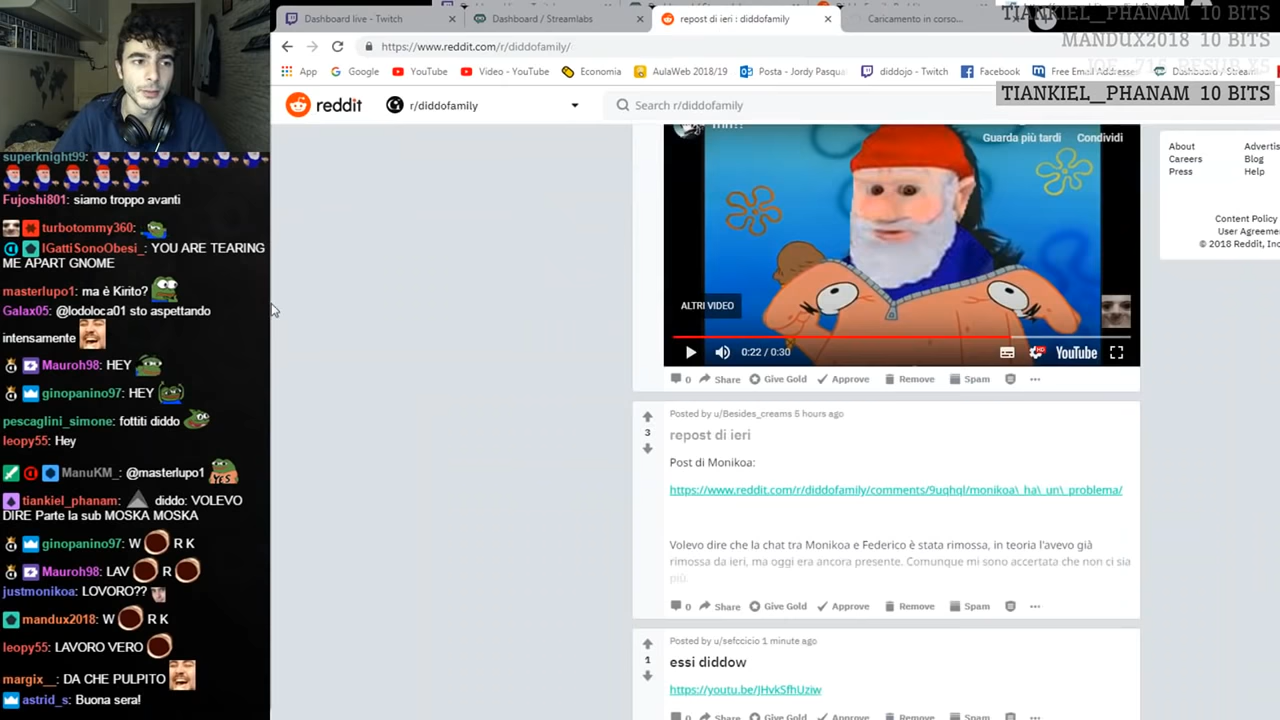 Dashboard live - Twitch
Dashboard / Streamlabs
repost di ieri : diddofamily
Caricamento in corso...
TIANKIEL_PHANAM 10 BITS
MANDUX2018 10 BITS
TIANKIEL_PHANAM 10 BITS
https://www.reddit.com/r/diddofamily/
App
Google
YouTube
Video - YouTube
Economia
AulaWeb 2018/19
Posta - Jordy Pasqua
diddojo - Twitch
Facebook
Free Email Addresse
Dashboard / Stream
reddit
r/diddofamily
Search r/diddofamily
superknight99:
Fujoshi801: siamo troppo avanti
turbotommy360:
IGattiSonoObesi_: YOU ARE TEARING
ME APART GNOME
masterlupo1: ma è Kirito?
Galax05: @lodoloca01 sto aspettando
intensamente
Mauroh98: HEY
ginopanino97: HEY
pescaglini_simone: fottiti diddo
leopy55: Hey
ManuKM_: @masterlupo1
YES
tiankiel_phanam: diddo: VOLEVO
DIRE Parte la sub MOSKA MOSKA
ginopanino97: W R K
Mauroh98: LAV R
justmonikoa: LOVORO??
mandux2018: W R K
leopy55: LAVORO VERO
margix__: DA CHE PULPITO
astrid_s: Buona sera!
Guarda più tardi
Condividi
ALTRI VIDEO
0:22 / 0:30
HD
YouTube
0 Share Give Gold Approve Remove Spam
Posted by u/Besides_creams 5 hours ago
3
repost di ieri
Post di Monikoa:
https://www.reddit.com/r/diddofamily/comments/9uqhql/monikoa\_ha\_un\_problema/
Volevo dire che la chat tra Monikoa e Federico è stata rimossa, in teoria l'avevo già
rimossa da ieri, ma oggi era ancora presente. Comunque mi sono accertata che non ci sia
più.
0 Share Give Gold Approve Remove Spam
Posted by u/sefccicio 1 minute ago
1
essi diddow
https://youtu.be/JHvkSfhUziw
0 Share Give Gold Approve Remove Spam
About
Advertis
Careers
Blog
Press
Help
Content Policy
User Agreeme
© 2018 Reddit, Inc